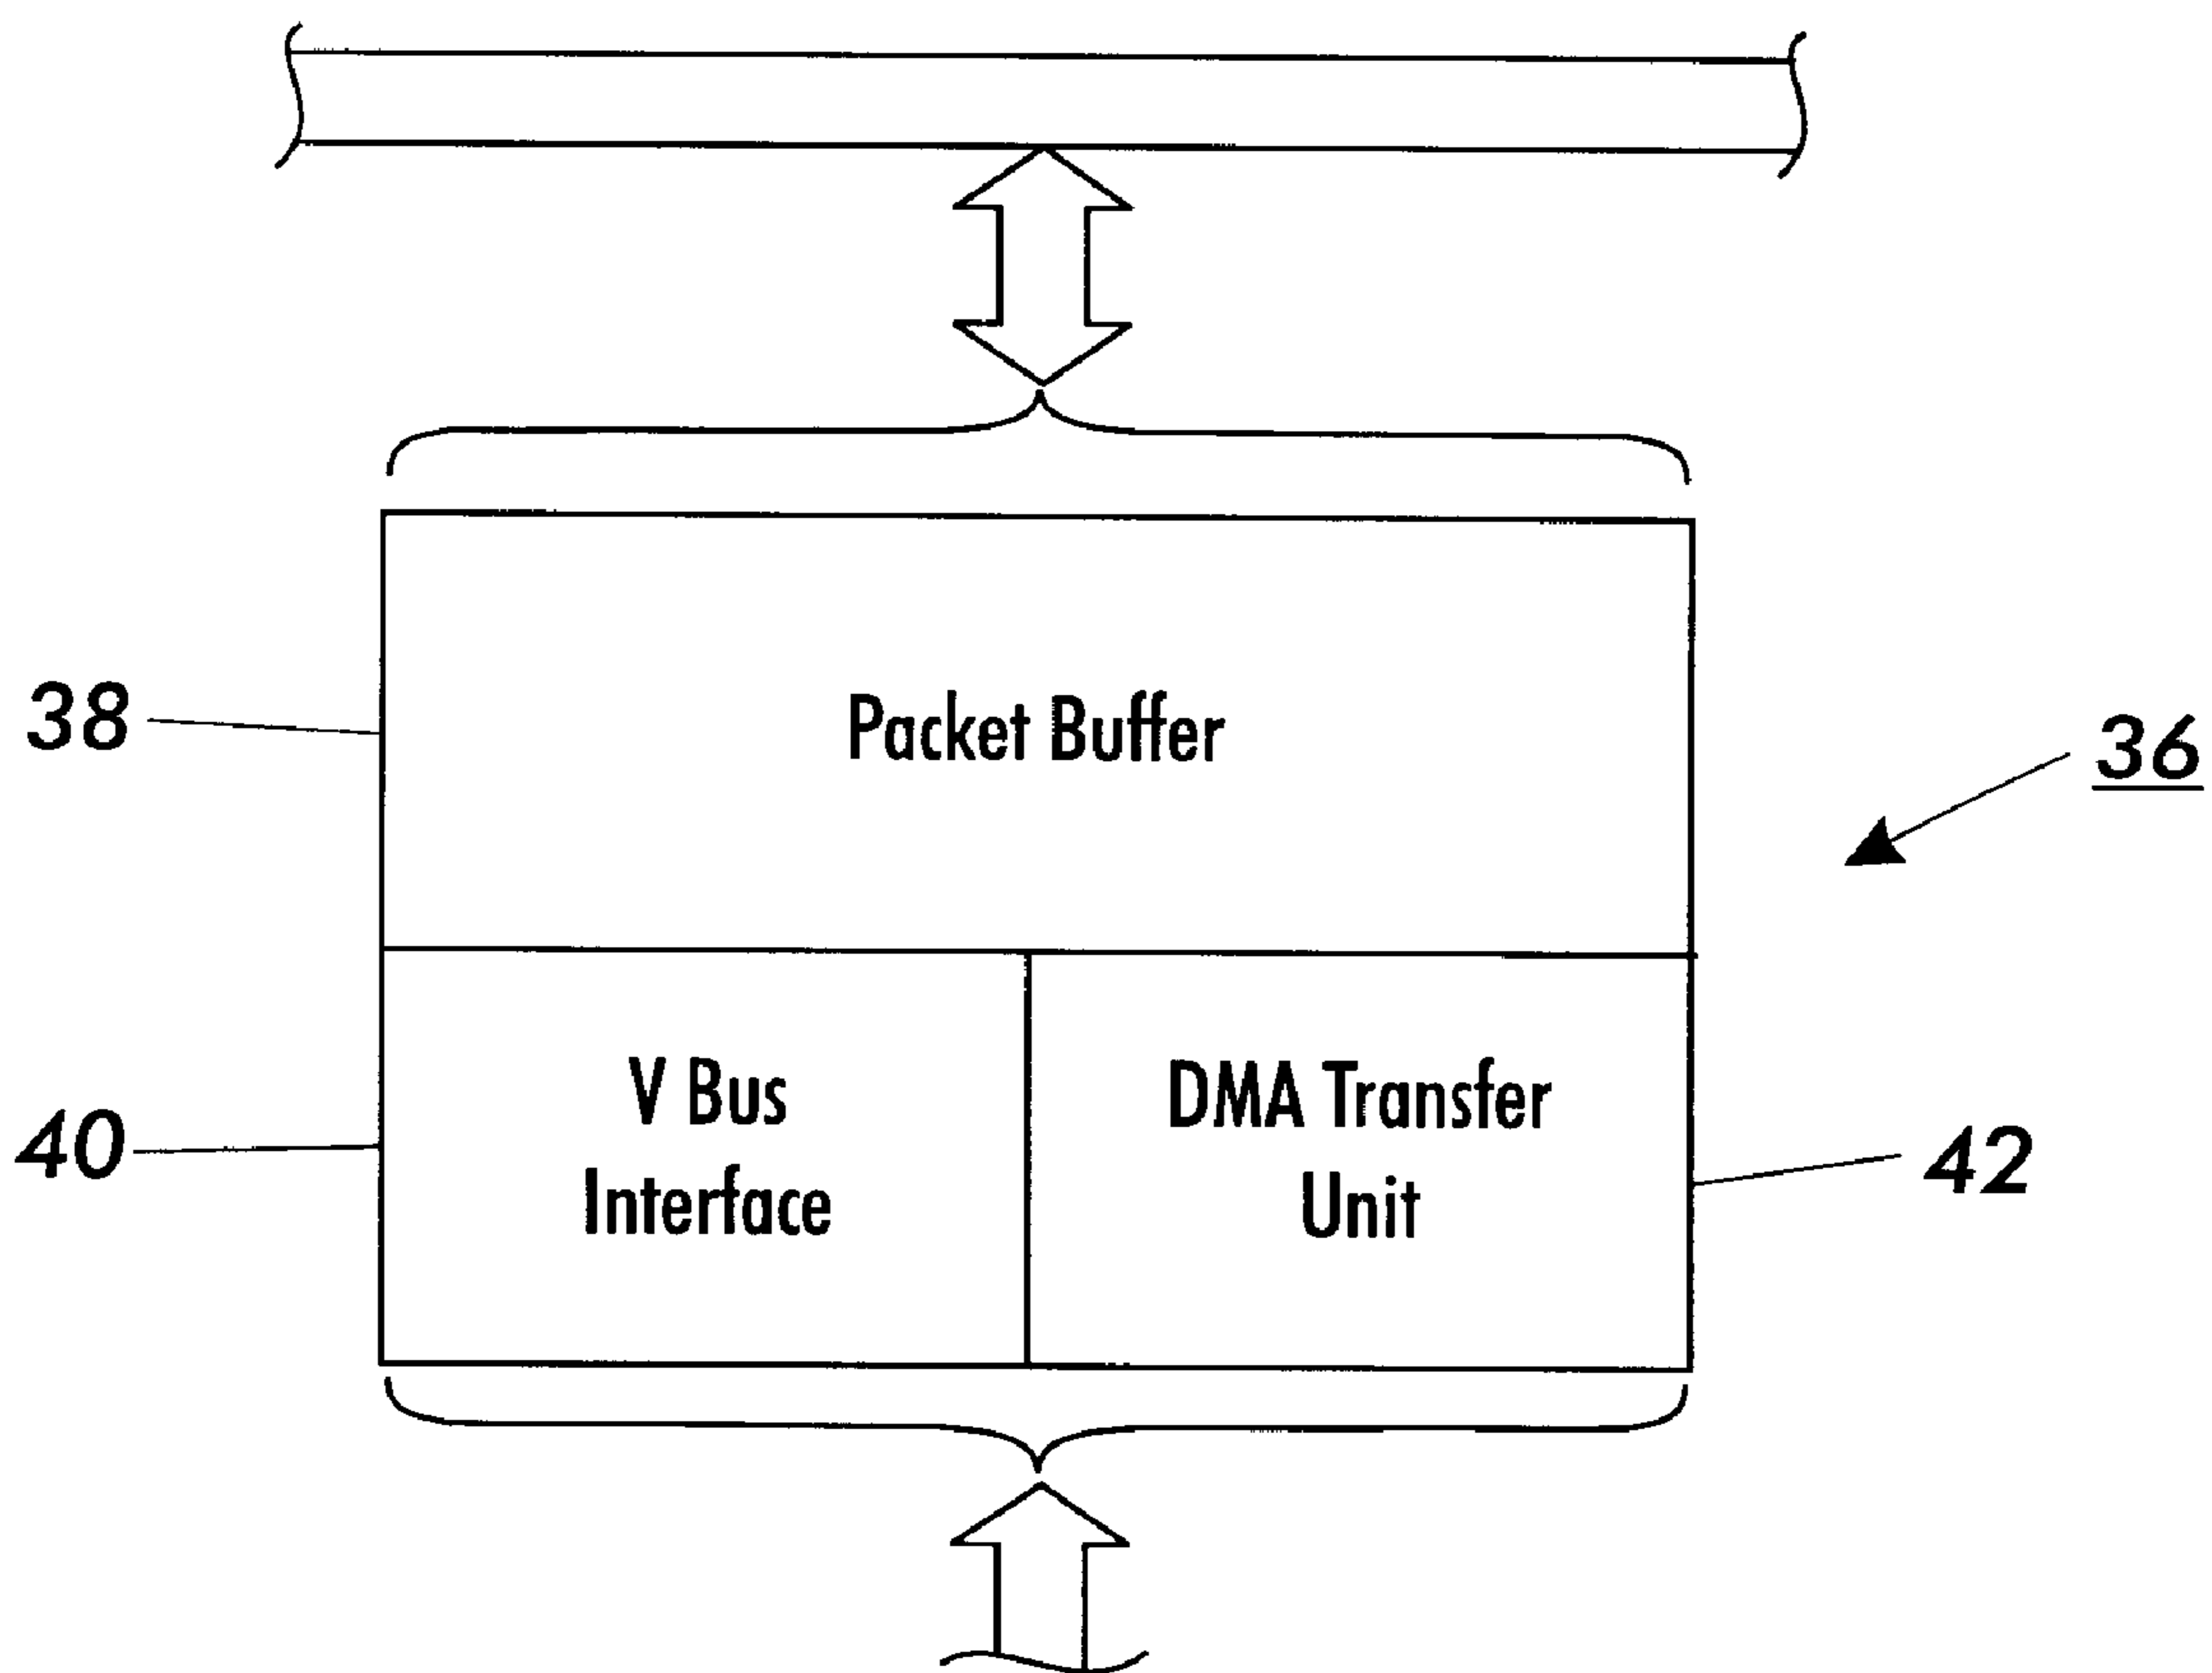 38
Packet Buffer
36
40
V Bus
Interface
DMA Transfer
Unit
42